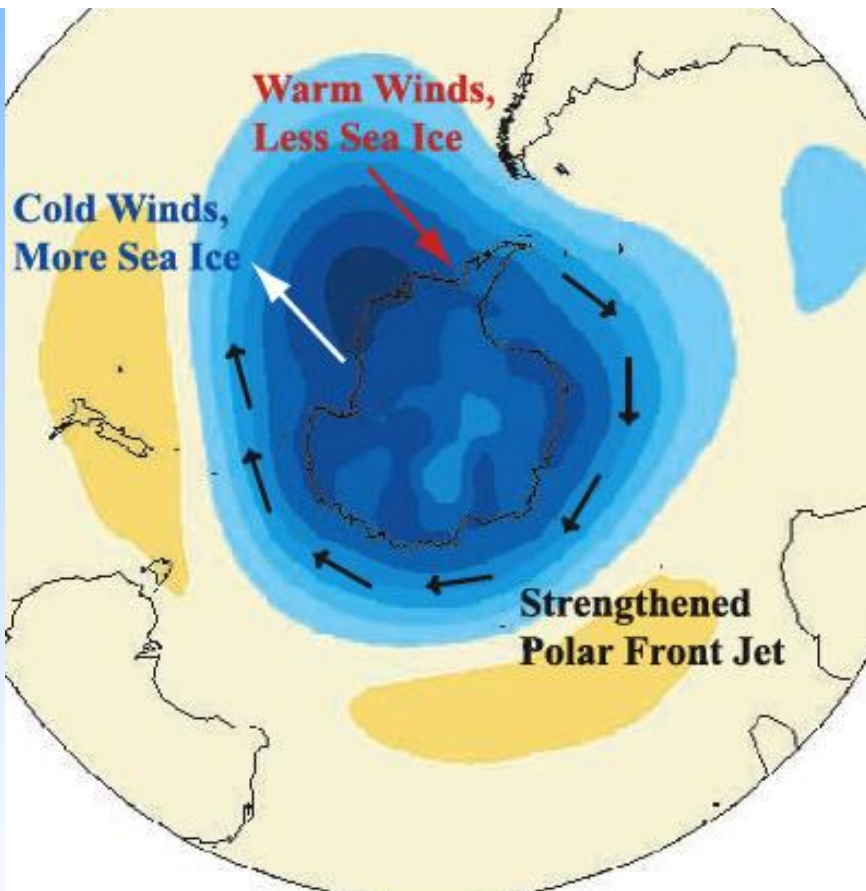 Warm Winds,
Less Sea Ice
Cold Winds,
More Sea Ice
Strengthened
Polar Front Jet